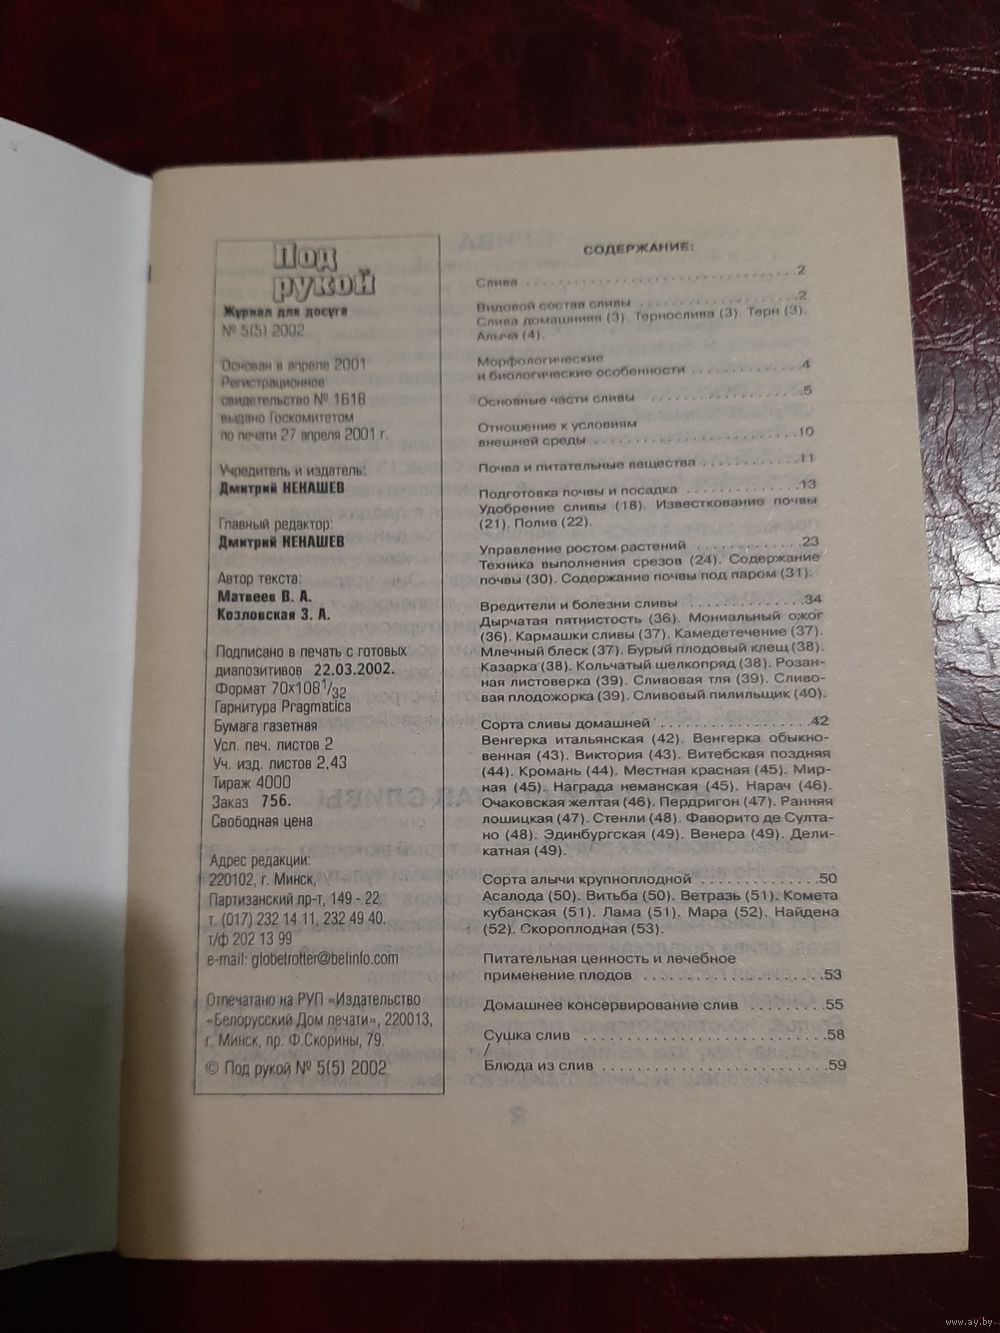 Под
рукой
Журнал для досуга
№ 5(5) 2002
Основан в апреле 2001
Регистрационное
свидетельство № 1618
выдано Госкомитетом
по печати 27 апреля 2001 г.
Учредитель и издатель:
Дмитрий НЕНАШЕВ
Главный редактор:
Дмитрий НЕНАШЕВ
Автор текста:
Матвеев В. А.
Козловская З. А.
Подписано в печать с готовых
диапозитивов 22.03.2002.
Формат 70x108 1/32
Гарнитура Pragmatica
Бумага газетная
Усл. печ. листов 2
Уч. изд. листов 2,43
Тираж 4000
Заказ 756.
Свободная цена
Адрес редакции:
220102, г. Минск,
Партизанский пр-т, 149 - 22.
т. (017) 232 14 11, 232 49 40.
т/ф 202 13 99
e-mail: globetrotter@belinfo.com
Отпечатано на РУП «Издательство
«Белорусский Дом печати», 220013,
г. Минск, пр. Ф.Скорины, 79.
© Под рукой № 5(5) 2002
СОДЕРЖАНИЕ:
Слива . . . . . . . . . . . . . . . . . . . . . . . . . . .2
Видовой состав сливы . . . . . . . . . . . . . . . .2
Слива домашняя (3). Тернослива (3). Терн (3).
Алыча (4).
Морфологические
и биологические особенности . . . . . . . . . . . .4
Основные части сливы . . . . . . . . . . . . . . . .5
Отношение к условиям
внешней среды . . . . . . . . . . . . . . . . . . . . .10
Почва и питательные вещества . . . . . . . . . .11
Подготовка почвы и посадка . . . . . . . . . . . .13
Удобрение сливы (18). Известкование почвы
(21). Полив (22).
Управление ростом растений . . . . . . . . . . .23
Техника выполнения срезов (24). Содержание
почвы (30). Содержание почвы под паром (31).
Вредители и болезни сливы . . . . . . . . . . . .34
Дырчатая пятнистость (36). Мониальный ожог
(36). Кармашки сливы (37). Камедетечение (37).
Млечный блеск (37). Бурый плодовый клещ (38).
Казарка (38). Кольчатый шелкопряд (38). Розан-
ная листоверка (39). Сливовая тля (39). Сливо-
вая плодожорка (39). Сливовый пилильщик (40).
Сорта сливы домашней . . . . . . . . . . . . . . .42
Венгерка итальянская (42). Венгерка обыкно-
венная (43). Виктория (43). Витебская поздняя
(44). Кромань (44). Местная красная (45). Мир-
ная (45). Награда неманская (45). Нарач (46).
Очаковская желтая (46). Пердригон (47). Ранняя
лошицкая (47). Стенли (48). Фаворито де Султа-
но (48). Эдинбургская (49). Венера (49). Дели-
катная (49).
Сорта алычи крупноплодной . . . . . . . . . . .50
Асалода (50). Витьба (50). Ветразь (51). Комета
кубанская (51). Лама (51). Мара (52). Найдена
(52). Скороплодная (53).
Питательная ценность и лечебное
применение плодов . . . . . . . . . . . . . . . . .53
Домашнее консервирование слив . . . . . . . .55
Сушка слив . . . . . . . . . . . . . . . . . . . . . . .58
Блюда из слив . . . . . . . . . . . . . . . . . . . . .59
www.ay.by